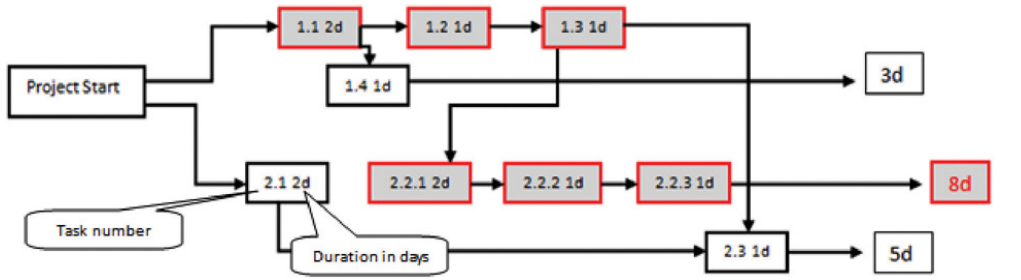 1.1 2d
1.2 1d
1.3 1d
Project Start
1.4 1d
3d
2.1 2d
2.2.1 2d
2.2.2 1d
2.2.3 1d
8d
Task number
Duration in days
2.3 1d
5d